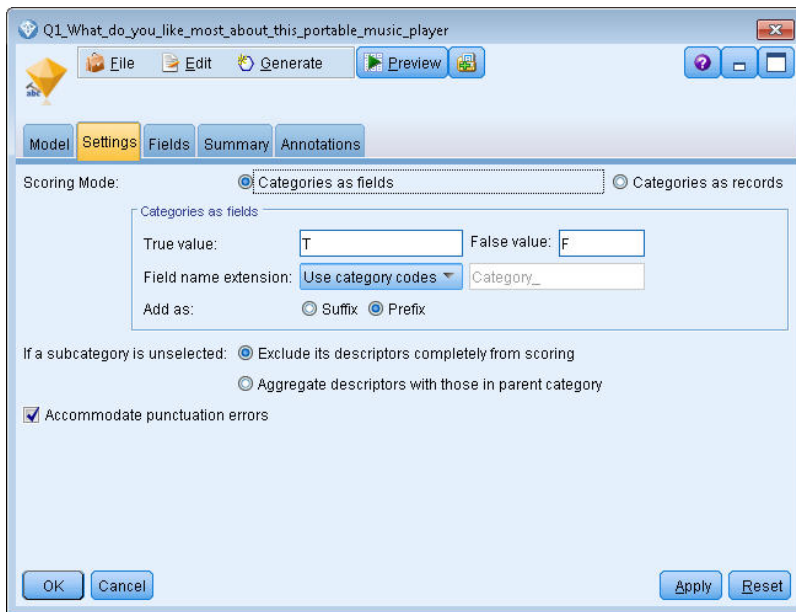 Q1_What_do_you_like_most_about_this_portable_music_player
File Edit Generate Preview
abc
Model Settings Fields Summary Annotations
Scoring Mode: Categories as fields Categories as records
Categories as fields
True value: T False value: F
Field name extension: Use category codes Category_
Add as: Suffix Prefix
If a subcategory is unselected: Exclude its descriptors completely from scoring
Aggregate descriptors with those in parent category
Accommodate punctuation errors
OK Cancel Apply Reset